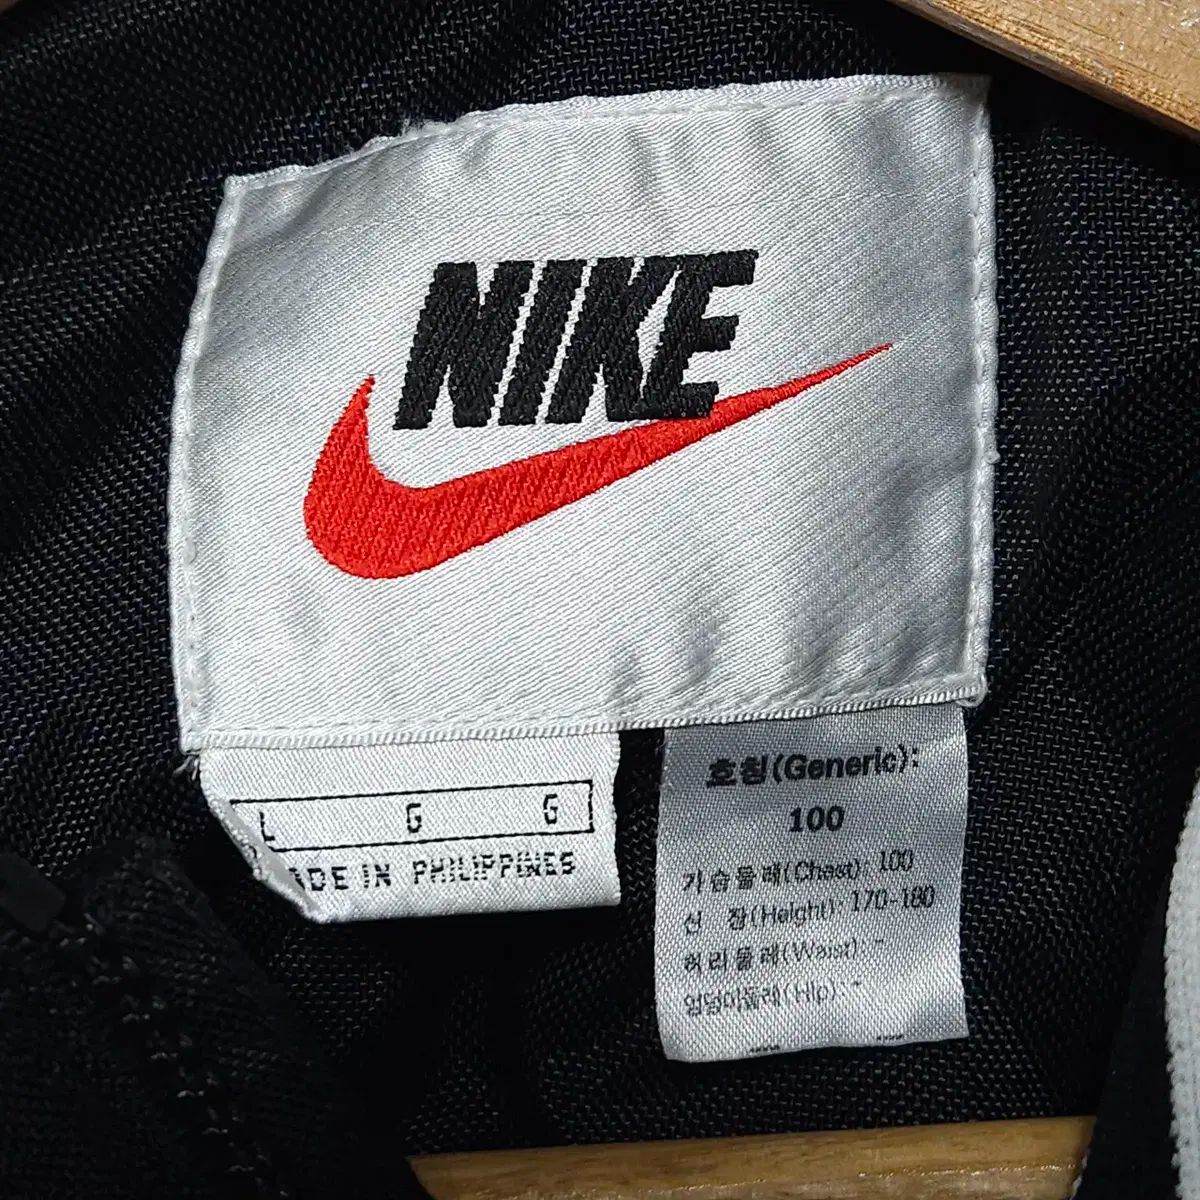 NIKE
L G G
MADE IN PHILIPPINES
호칭(Generic):
100
가슴둘레(Chest): 100
신 장(Height): 170-180
허리둘레(Waist): -
엉덩이둘레(Hip): -